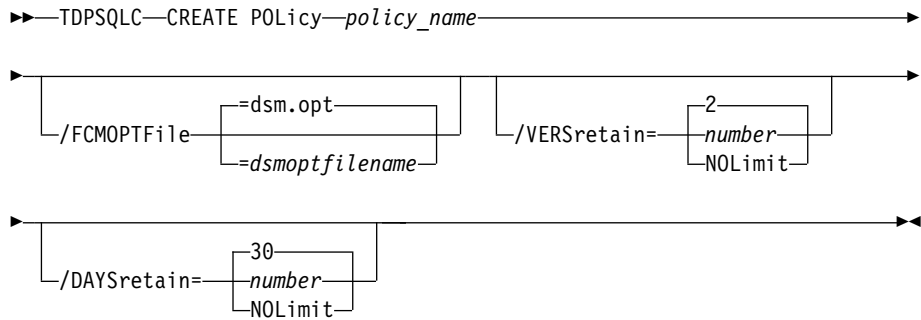 TDPSQLC CREATE POLicy policy_name
=dsm.opt
/FCMOPTFile
=dsmoptfilename
2
/VERSretain= number
NOLimit
30
/DAYSretain= number
NOLimit